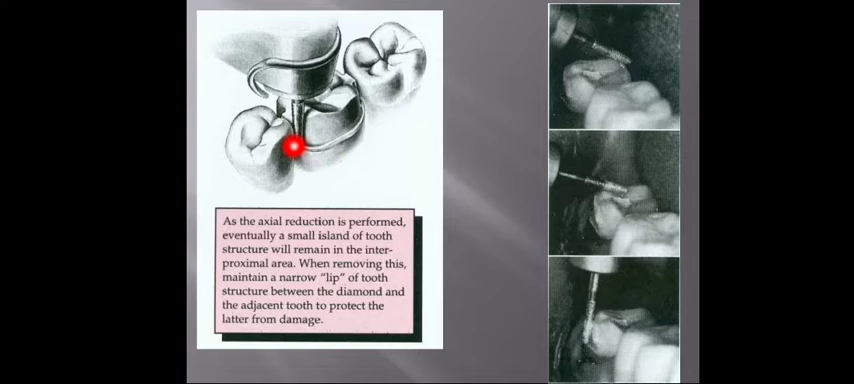 As the axial reduction is performed,
eventually a small island of tooth
structure will remain in the inter-
proximal area. When removing this,
maintain a narrow “lip” of tooth
structure between the diamond and
the adjacent tooth to protect the
latter from damage.